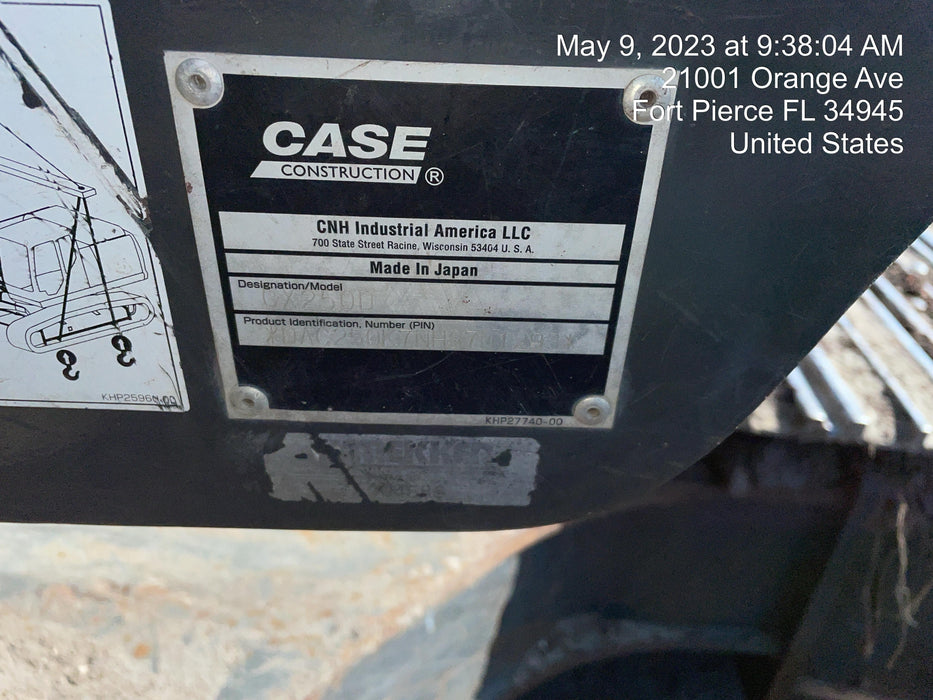 May 9, 2023 at 9:38:04 AM
21001 Orange Ave
Fort Pierce FL 34945
United States
CASE
CONSTRUCTION ®
CNH Industrial America LLC
700 State Street Racine, Wisconsin 53404 U. S. A.
Made In Japan
Designation/Model
CX250D
Product Identification, Number (PIN)
KHP27740-00